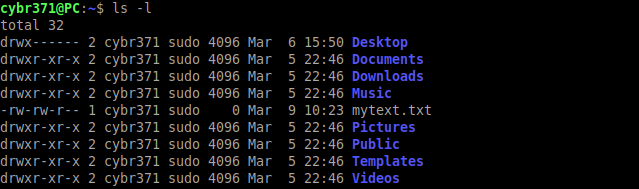 cybr371@PC:~$ ls -l
total 32
drwx------ 2 cybr371 sudo 4096 Mar  6 15:50 Desktop
drwxr-xr-x 2 cybr371 sudo 4096 Mar  5 22:46 Documents
drwxr-xr-x 2 cybr371 sudo 4096 Mar  5 22:46 Downloads
drwxr-xr-x 2 cybr371 sudo 4096 Mar  5 22:46 Music
-rw-rw-r-- 1 cybr371 sudo    0 Mar  9 10:23 mytext.txt
drwxr-xr-x 2 cybr371 sudo 4096 Mar  5 22:46 Pictures
drwxr-xr-x 2 cybr371 sudo 4096 Mar  5 22:46 Public
drwxr-xr-x 2 cybr371 sudo 4096 Mar  5 22:46 Templates
drwxr-xr-x 2 cybr371 sudo 4096 Mar  5 22:46 Videos